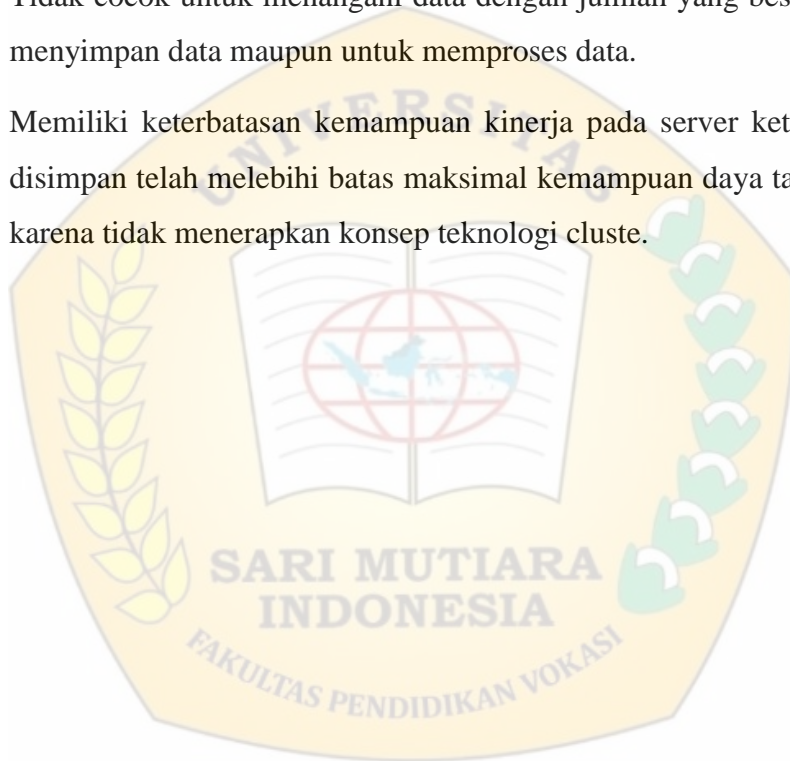 Tidak cocok untuk menangani data dengan jumlah yang bes
menyimpan data maupun untuk memproses data.
Memiliki keterbatasan kemampuan kinerja pada server ket
disimpan telah melebihi batas maksimal kemampuan daya ta
karena tidak menerapkan konsep teknologi cluste.
UNIVERSITAS
SARI MUTIARA
INDONESIA
FAKULTAS PENDIDIKAN VOKASI